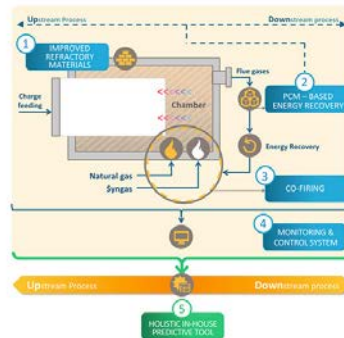 Upstream Process
Downstream process
1
IMPROVED
REFRACTORY
MATERIALS
Flue gases
2
Charge
feeding
Chamber
PCM – BASED
ENERGY RECOVERY
Energy Recovery
Natural gas
Syngas
3
CO-FIRING
4
MONITORING &
CONTROL SYSTEM
Upstream Process
Downstream process
5
HOLISTIC IN-HOUSE
PREDICTIVE TOOL